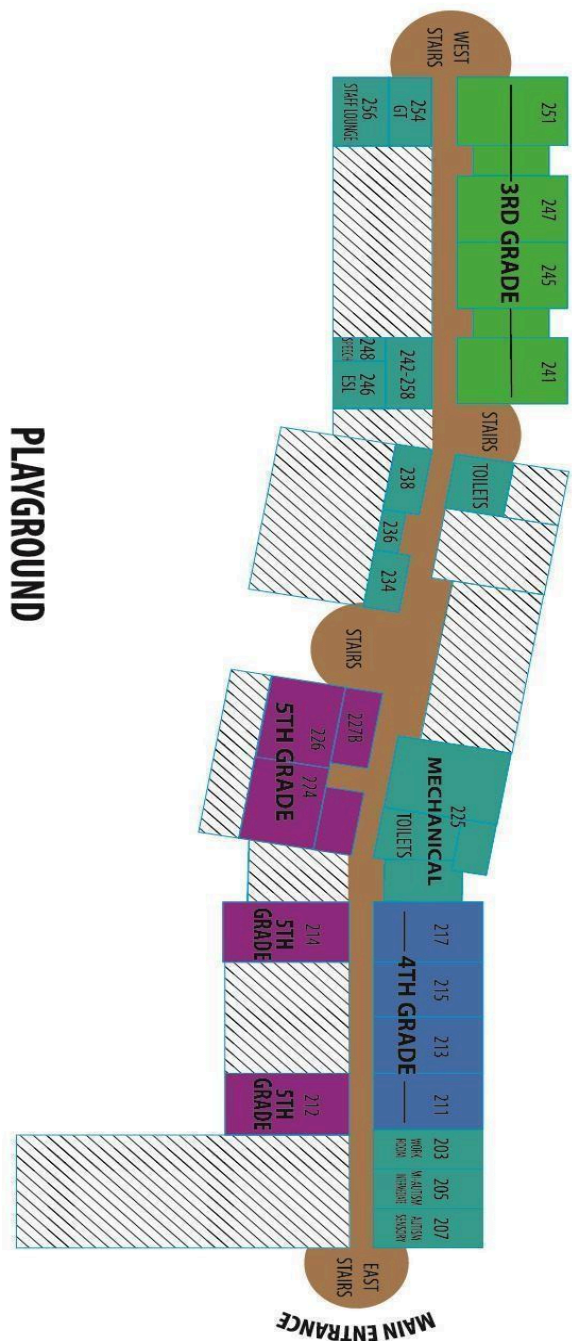 WEST
STAIRS
251
247
245
241
3RD GRADE
254
GT
256
STAFF LOUNGE
242-258
248
SPEECH
246
ESL
STAIRS
TOILETS
238
236
234
STAIRS
227B
226
224
5TH GRADE
MECHANICAL
225
TOILETS
217
215
213
211
4TH GRADE
214
5TH
GRADE
212
5TH
GRADE
203
WORK
ROOM
205
AUTISM
INTERMEDIATE
207
AUTISM
SENSORY
EAST
STAIRS
MAIN ENTRANCE
PLAYGROUND